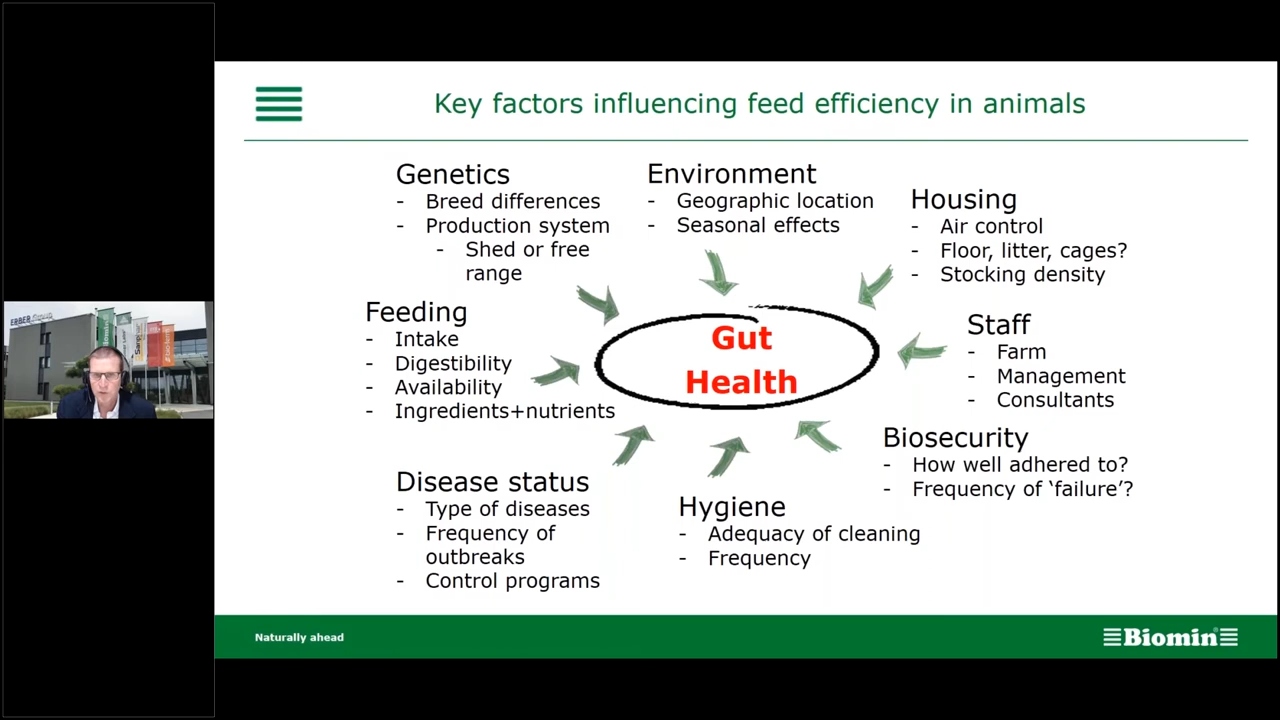 Key factors influencing feed efficiency in animals
Genetics
- Breed differences
- Production system
- Shed or free
range
Environment
- Geographic location
- Seasonal effects
Housing
- Air control
- Floor, litter, cages?
- Stocking density
Feeding
- Intake
- Digestibility
- Availability
- Ingredients+nutrients
Gut
Health
Staff
- Farm
- Management
- Consultants
Biosecurity
- How well adhered to?
- Frequency of ‘failure’?
Disease status
- Type of diseases
- Frequency of
outbreaks
- Control programs
Hygiene
- Adequacy of cleaning
- Frequency
ERBER
Biomin
Naturally ahead
Biomin®